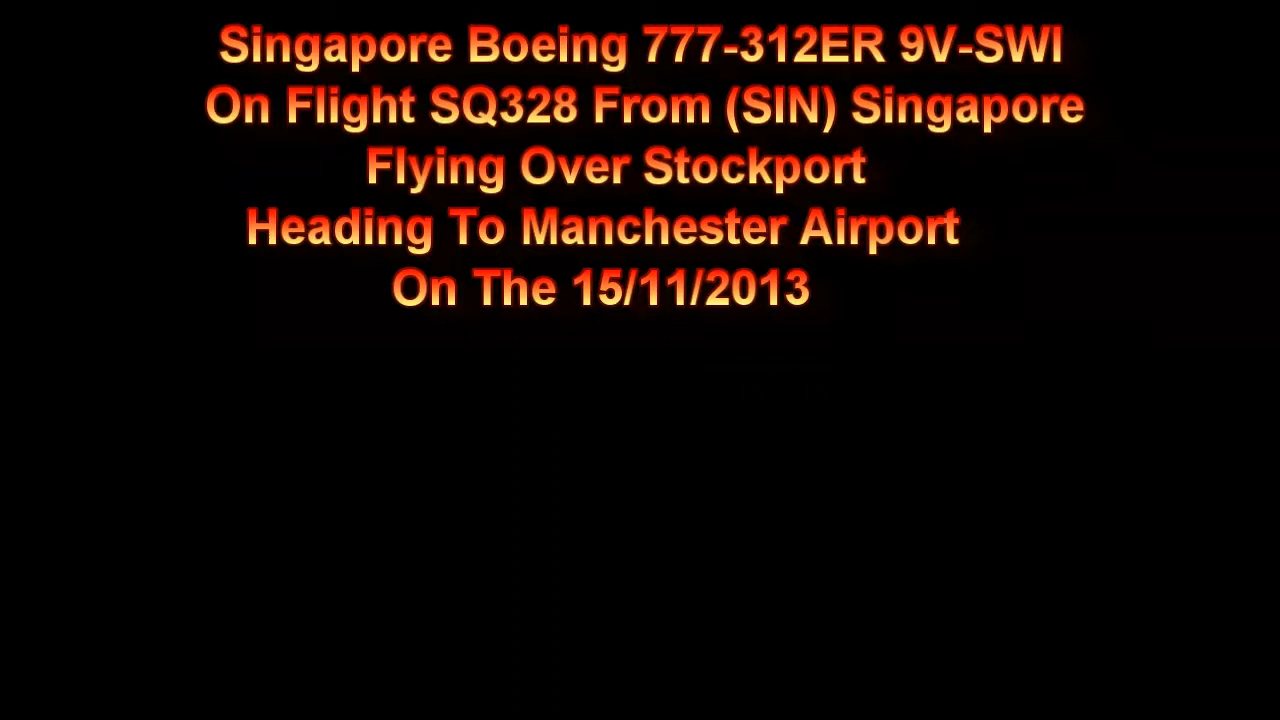 Singapore Boeing 777-312ER 9V-SWI
On Flight SQ328 From (SIN) Singapore
Flying Over Stockport
Heading To Manchester Airport
On The 15/11/2013